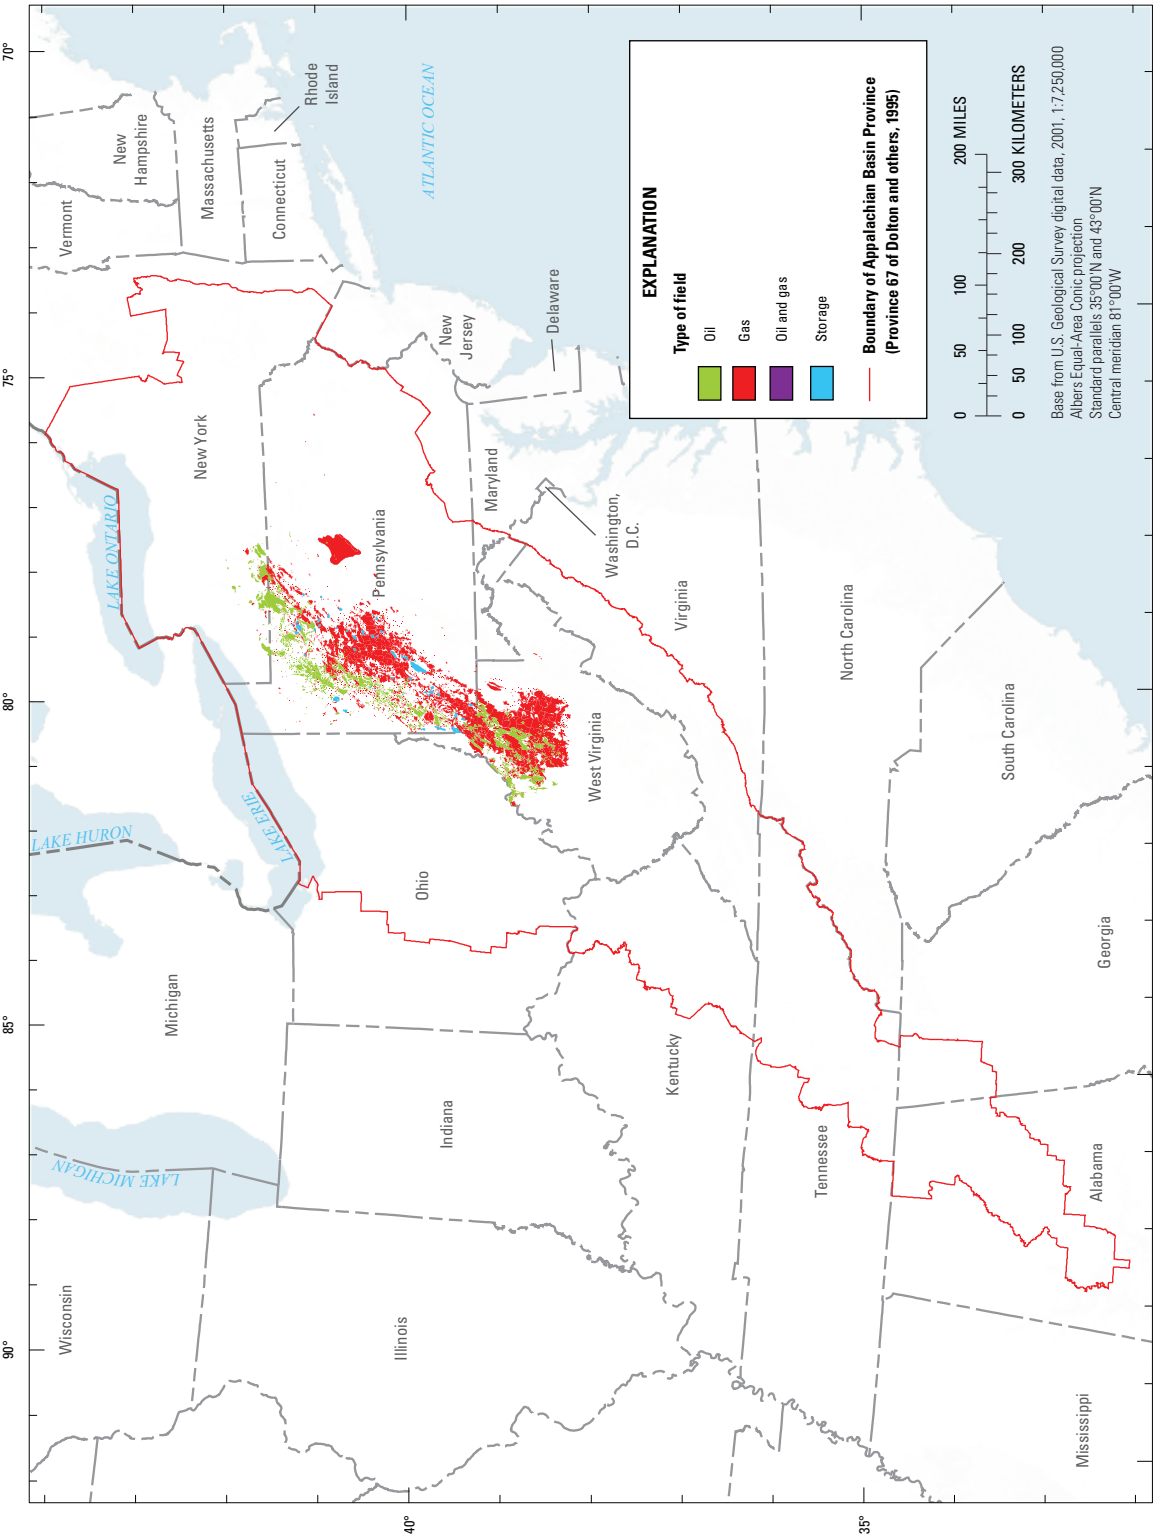 70°
75°
80°
85°
90°
40°
35°
Vermont
New
Hampshire
Massachusetts
Connecticut
Rhode
Island
ATLANTIC OCEAN
New York
LAKE ONTARIO
Pennsylvania
New
Jersey
Delaware
Maryland
Washington,
D.C.
Virginia
West Virginia
North Carolina
South Carolina
LAKE HURON
LAKE ERIE
Ohio
Michigan
LAKE MICHIGAN
Indiana
Kentucky
Tennessee
Georgia
Alabama
Wisconsin
Illinois
Mississippi
EXPLANATION
Type of field
Oil
Gas
Oil and gas
Storage
Boundary of Appalachian Basin Province
(Province 67 of Dolton and others, 1995)
0 50 100 200 MILES
0 50 100 200 300 KILOMETERS
Base from U.S. Geological Survey digital data, 2001, 1:7,250,000
Albers Equal-Area Conic projection
Standard parallels 35°00'N and 43°00'N
Central meridian 81°00'W